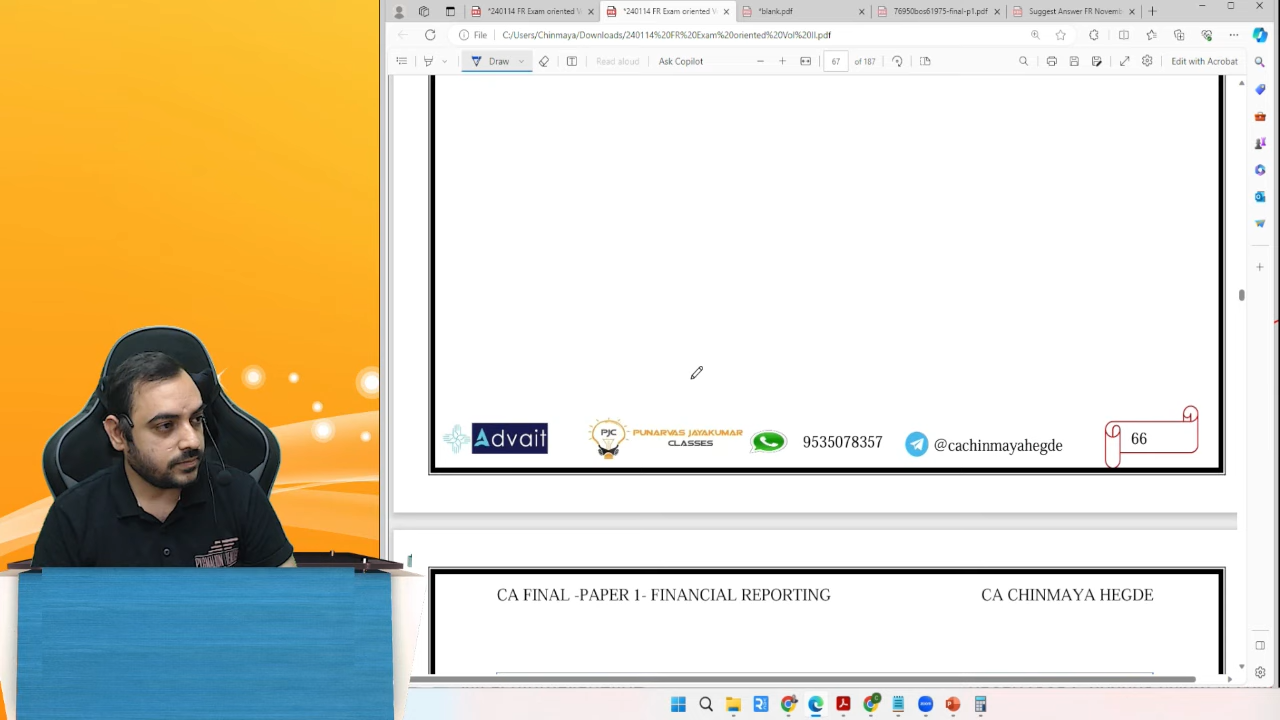 *240114 FR Exam oriented V
*240114 FR Exam oriented V
*blank.pdf
76950bos61975-final-p1.pdf
Suggest Answer FR Novemb
File
C:/Users/Chinmaya/Downloads/240114%20FR%20Exam%20oriented%20Vol%20II.pdf
Draw
Read aloud
Ask Copilot
67
of 187
Edit with Acrobat
Advait
PJC
PUNARVAS JAYAKUMAR
CLASSES
9535078357
@cachinmayahegde
66
CA FINAL -PAPER 1- FINANCIAL REPORTING
CA CHINMAYA HEGDE